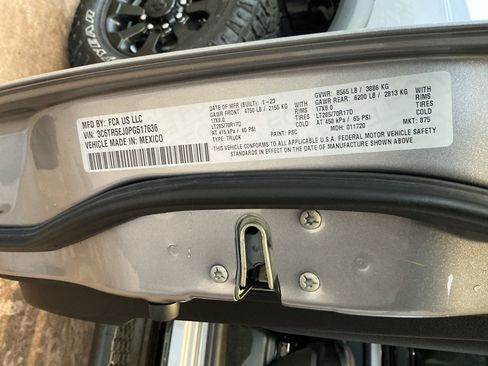 MFD BY: FCA US LLC
VIN: 3C6TR5EJ0PG517636
VEHICLE MADE IN: MEXICO
DATE OF MFR (BUILT): 1-23
GAWR FRONT: 4750 LB / 2155 KG WITH
17X8.0 RIMS
LT285/70R17D TIRES
AT 415 kPa / 60 PSI COLD
TYPE: TRUCK PAINT: PSC
GVWR: 8565 LB / 3886 KG
GAWR REAR: 6200 LB / 2813 KG WITH
17X8.0 RIMS
LT285/70R17D TIRES
AT 450 kPa / 65 PSI COLD
MDH: 011720 MKT: 875
THIS VEHICLE CONFORMS TO ALL APPLICABLE U.S.A. FEDERAL MOTOR VEHICLE SAFETY
STANDARDS IN EFFECT ON THE DATE OF MANUFACTURE SHOWN ABOVE.